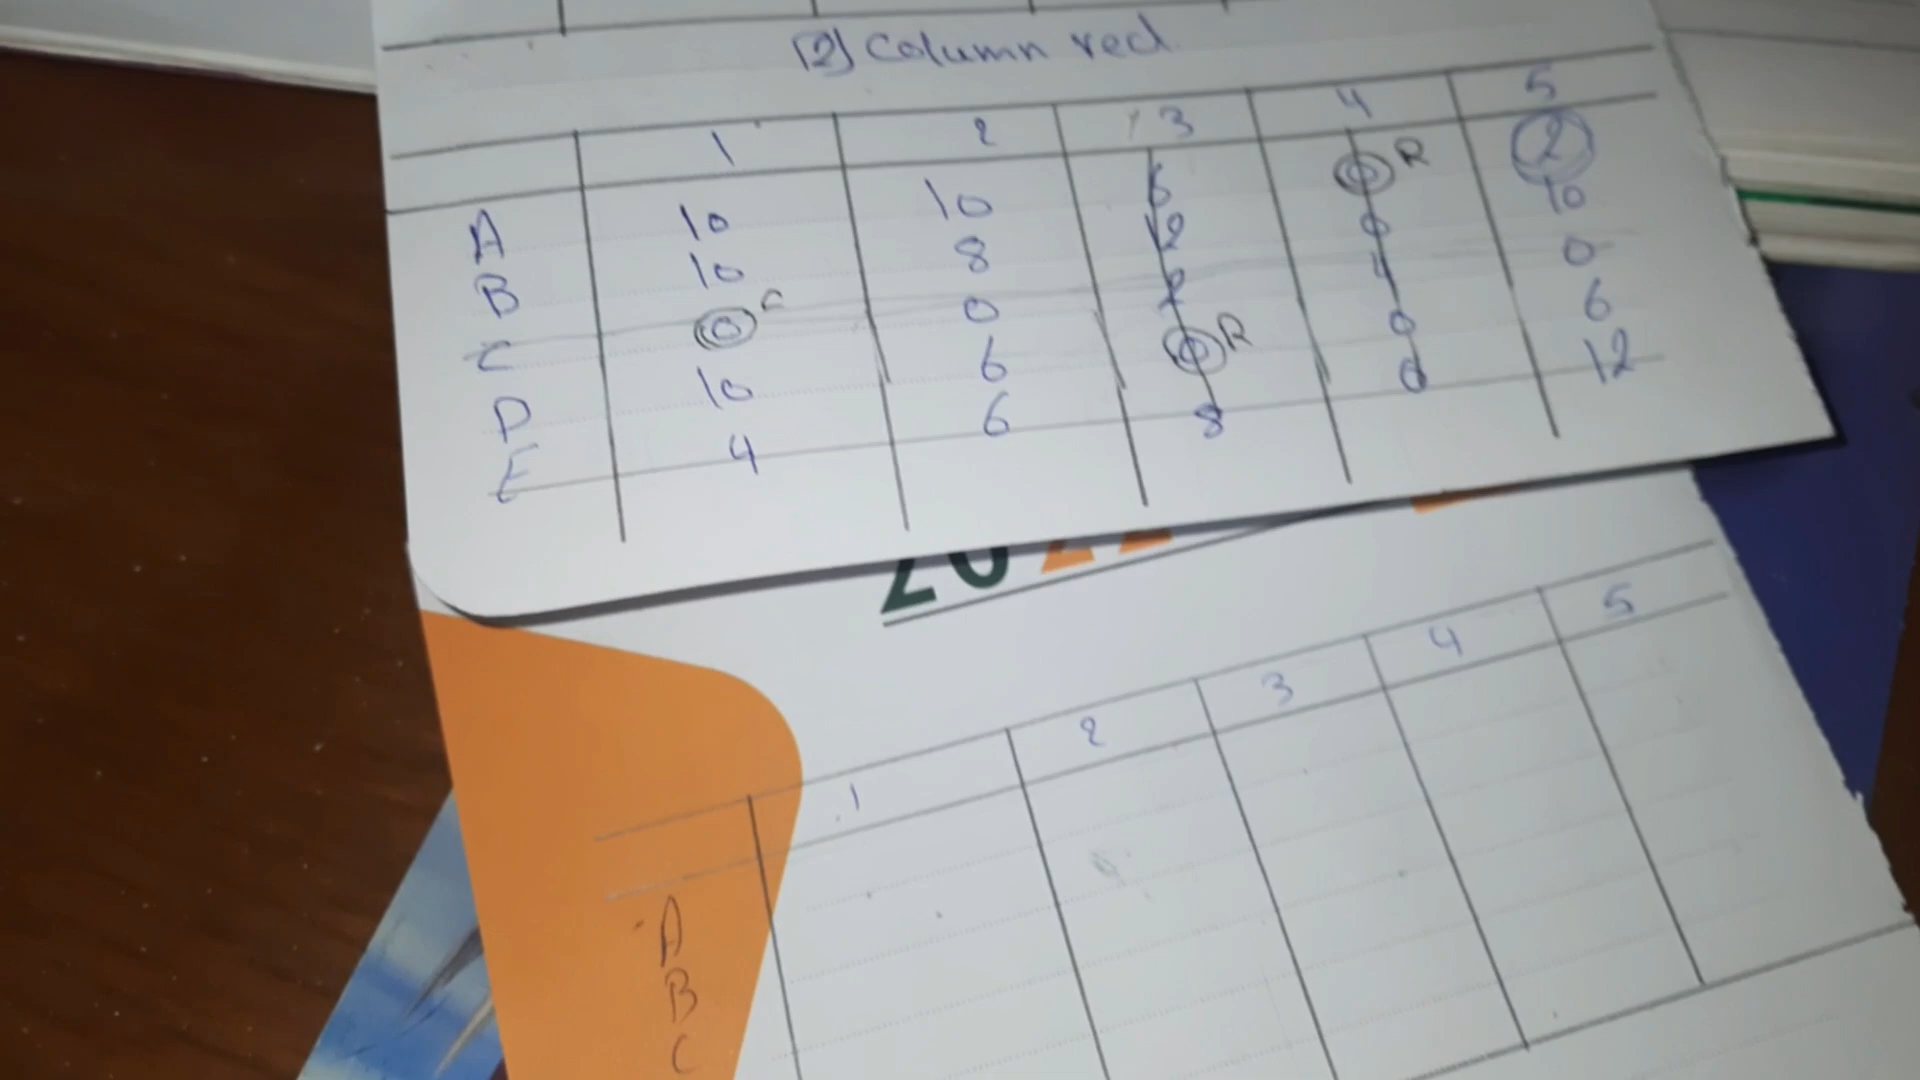 [2] Column red.
1 2 3 4 5
A 10 10 6 0 R 2
B 10 8 12 0 10
C 0 C 0 2 4 0
D 10 6 0 R 0 6
E 4 6 8 0 12
1 2 3 4 5
A
B
C